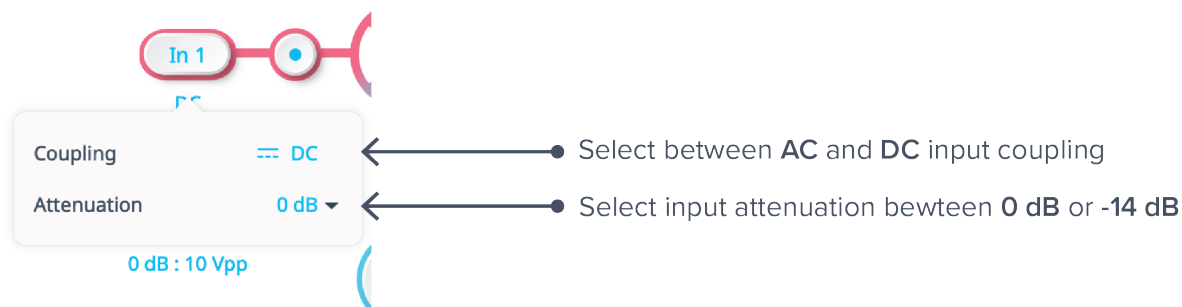 In 1
Coupling DC
Select between AC and DC input coupling
Attenuation 0 dB
Select input attenuation bewteen 0 dB or -14 dB
0 dB : 10 Vpp